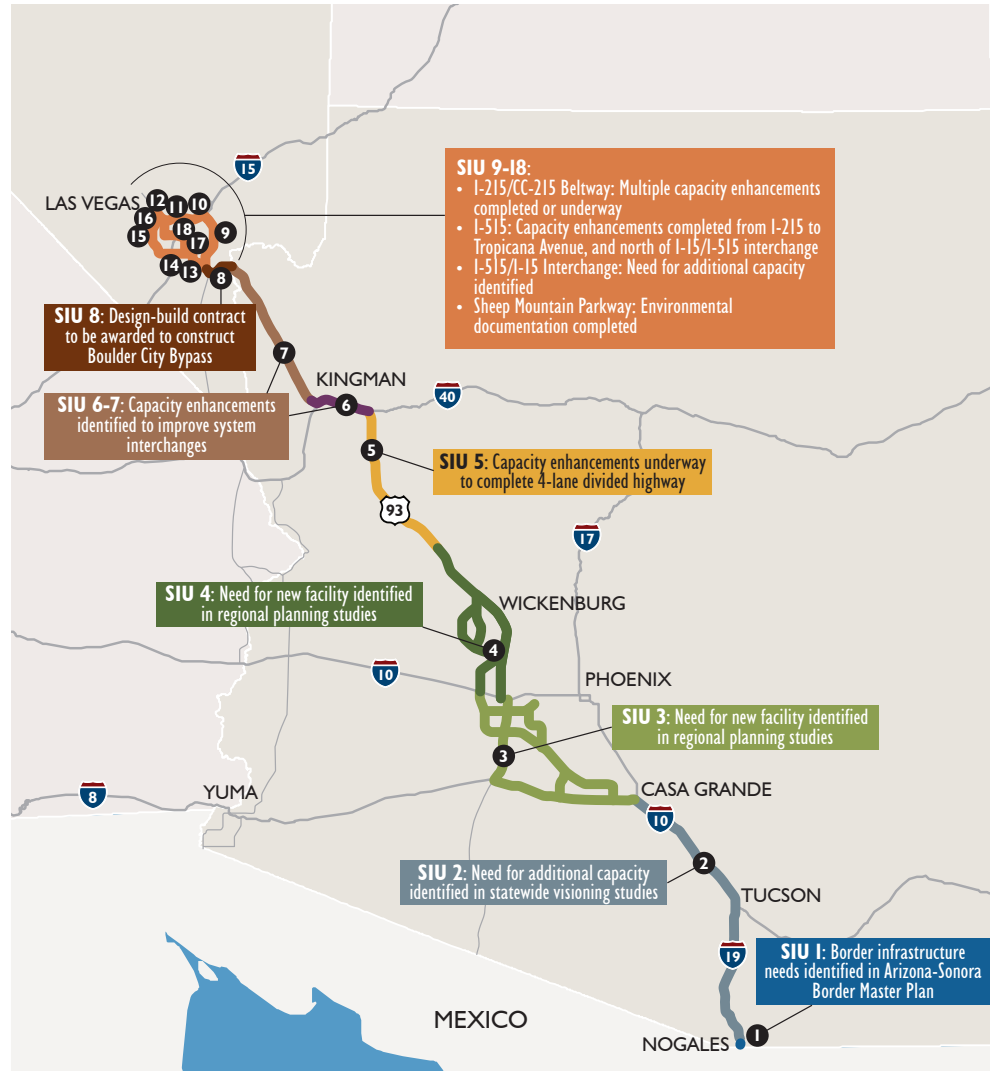 15
LAS VEGAS
12
11
10
16
15
18
17
9
14
13
8
SIU 9-18:
• I-215/CC-215 Beltway: Multiple capacity enhancements
completed or underway
• I-515: Capacity enhancements completed from I-215 to
Tropicana Avenue, and north of I-15/I-515 interchange
• I-515/I-15 Interchange: Need for additional capacity
identified
• Sheep Mountain Parkway: Environmental
documentation completed
SIU 8: Design-build contract
to be awarded to construct
Boulder City Bypass
7
KINGMAN
40
6
SIU 6-7: Capacity enhancements
identified to improve system
interchanges
5
SIU 5: Capacity enhancements underway
to complete 4-lane divided highway
93
17
SIU 4: Need for new facility identified
in regional planning studies
WICKENBURG
4
10
PHOENIX
SIU 3: Need for new facility identified
in regional planning studies
3
YUMA
8
CASA GRANDE
10
SIU 2: Need for additional capacity
identified in statewide visioning studies
2
TUCSON
19
SIU 1: Border infrastructure
needs identified in Arizona-Sonora
Border Master Plan
MEXICO
1
NOGALES